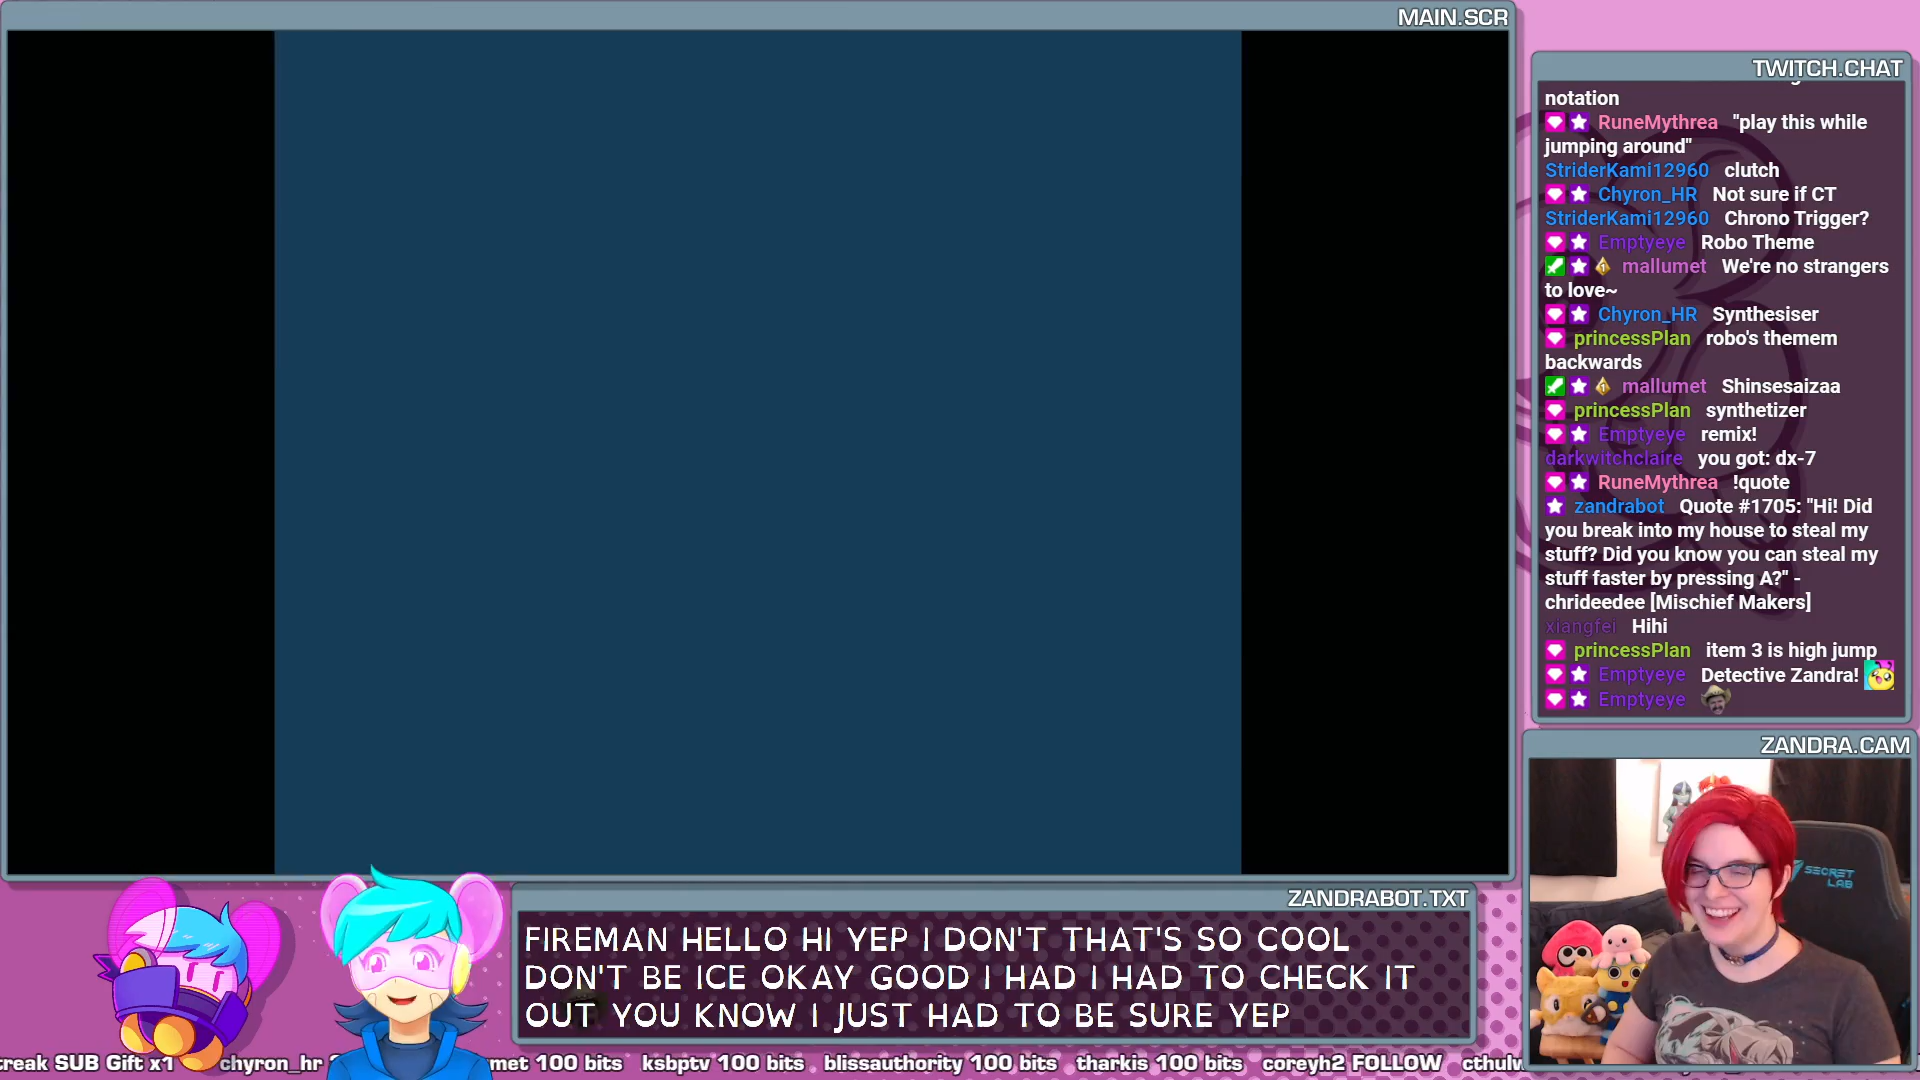 MAIN.SCR
TWITCH.CHAT
notation
RuneMythrea "play this while
jumping around"
StriderKami12960 clutch
Chyron_HR Not sure if CT
StriderKami12960 Chrono Trigger?
Emptyeye Robo Theme
mallumet We're no strangers
to love~
Chyron_HR Synthesiser
princessPlan robo's themem
backwards
mallumet Shinsesaizaa
princessPlan synthetizer
Emptyeye remix!
darkwitchclaire you got: dx-7
RuneMythrea !quote
zandrabot Quote #1705: "Hi! Did
you break into my house to steal my
stuff? Did you know you can steal my
stuff faster by pressing A?" -
chrideedee [Mischief Makers]
xiangfei Hihi
princessPlan item 3 is high jump
Emptyeye Detective Zandra!
Emptyeye
ZANDRA.CAM
SECRET
LAB
ZANDRABOT.TXT
FIREMAN HELLO HI YEP I DON'T THAT'S SO COOL
DON'T BE ICE OKAY GOOD I HAD I HAD TO CHECK IT
OUT YOU KNOW I JUST HAD TO BE SURE YEP
treak SUB Gift x1 chyron_hr met 100 bits ksbptv 100 bits blissauthority 100 bits tharkis 100 bits coreyh2 FOLLOW cthulw